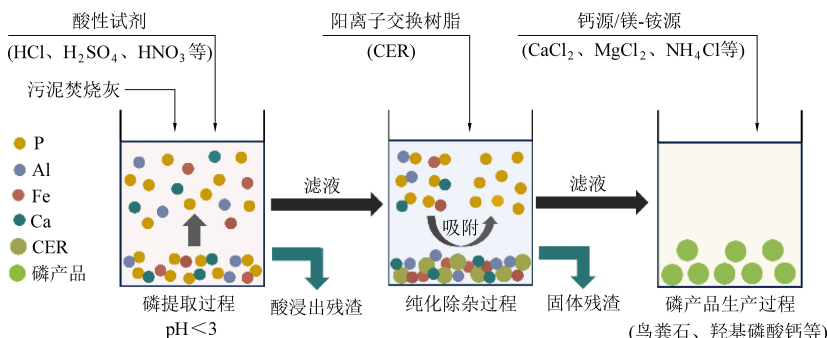 酸性试剂
(HCl、H₂SO₄、HNO₃等)
污泥焚烧灰
阳离子交换树脂
(CER)
钙源/镁-铵源
(CaCl₂、MgCl₂、NH₄Cl等)
P
Al
Fe
Ca
CER
磷产品
滤液
吸附
滤液
磷提取过程
pH＜3
酸浸出残渣
纯化除杂过程
固体残渣
磷产品生产过程
(鸟粪石、羟基磷酸钙等)